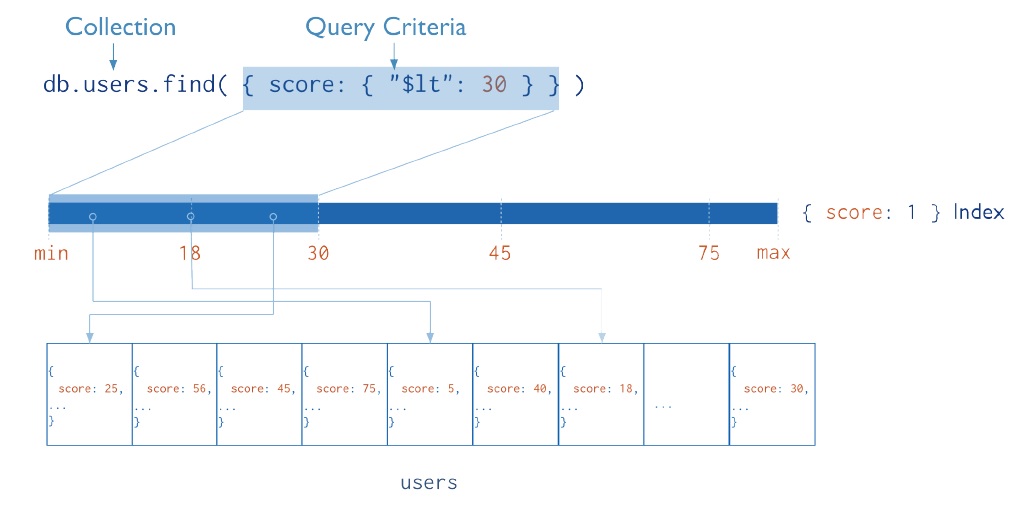 Collection Query Criteria
db.users.find( { score: { "$lt": 30 } } )
{ score: 1 } Index
min 18 30 45 75 max
{ { { { { { { {
score: 25, score: 56, score: 45, score: 75, score: 5, score: 40, score: 18, score: 30,
... ... ... ... ... ... ... ... ...
} } } } } } } }
users